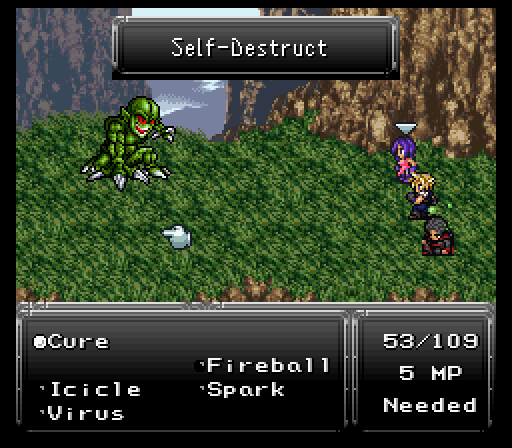 Self-Destruct
Cure
53/109
Fireball
5 MP
Icicle Spark
Needed
Virus